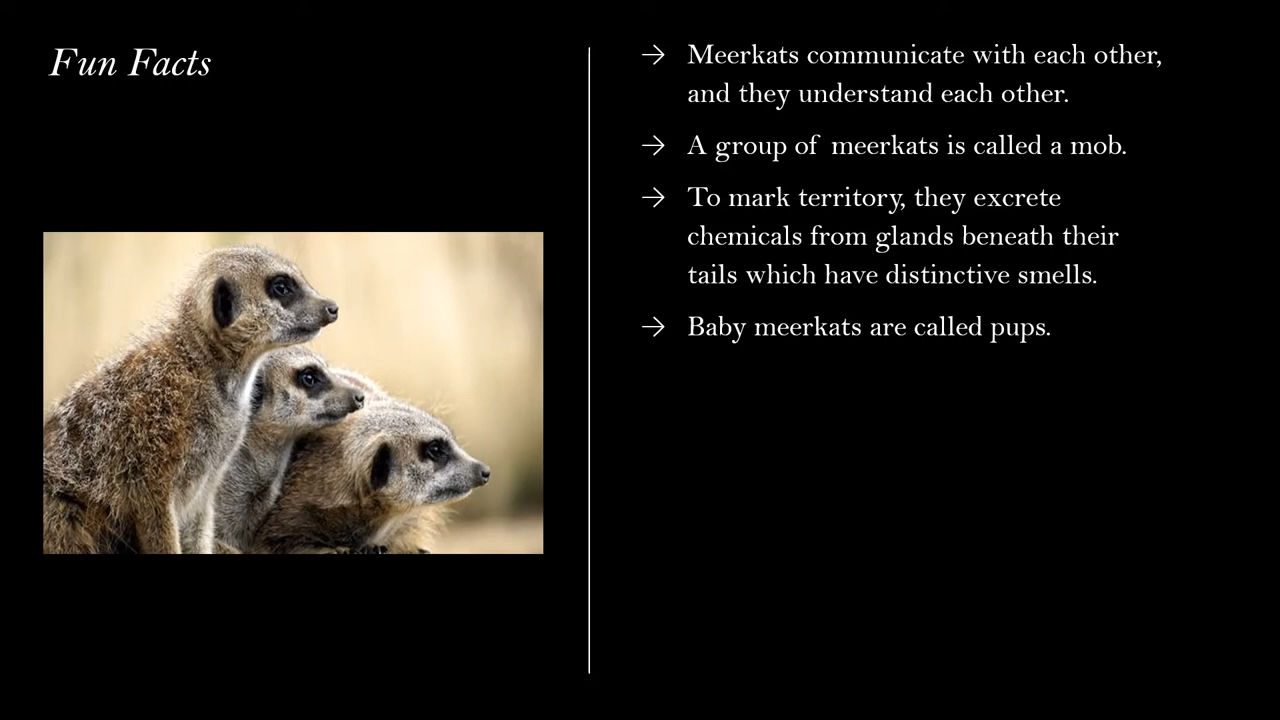 Fun Facts
→ Meerkats communicate with each other,
and they understand each other.
→ A group of meerkats is called a mob.
→ To mark territory, they excrete
chemicals from glands beneath their
tails which have distinctive smells.
→ Baby meerkats are called pups.